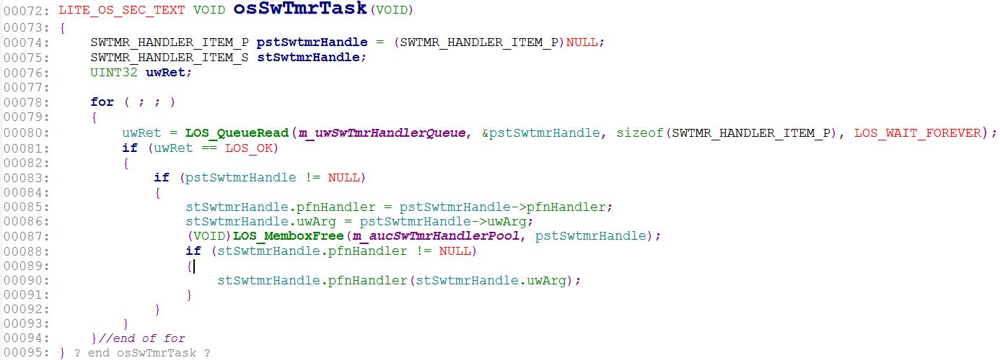 00072: LITE_OS_SEC_TEXT VOID osSwTmrTask(VOID)
00073: {
00074:     SWTMR_HANDLER_ITEM_P pstSwtmrHandle = (SWTMR_HANDLER_ITEM_P)NULL;
00075:     SWTMR_HANDLER_ITEM_S stSwtmrHandle;
00076:     UINT32 uwRet;
00077:
00078:     for ( ; ; )
00079:     {
00080:         uwRet = LOS_QueueRead(m_uwSwTmrHandlerQueue, &pstSwtmrHandle, sizeof(SWTMR_HANDLER_ITEM_P), LOS_WAIT_FOREVER);
00081:         if (uwRet == LOS_OK)
00082:         {
00083:             if (pstSwtmrHandle != NULL)
00084:             {
00085:                 stSwtmrHandle.pfnHandler = pstSwtmrHandle->pfnHandler;
00086:                 stSwtmrHandle.uwArg = pstSwtmrHandle->uwArg;
00087:                 (VOID)LOS_MemboxFree(m_aucSwTmrHandlerPool, pstSwtmrHandle);
00088:                 if (stSwtmrHandle.pfnHandler != NULL)
00089:                 {
00090:                     stSwtmrHandle.pfnHandler(stSwtmrHandle.uwArg);
00091:                 }
00092:             }
00093:         }
00094:     }//end of for
00095: } ? end osSwTmrTask ?